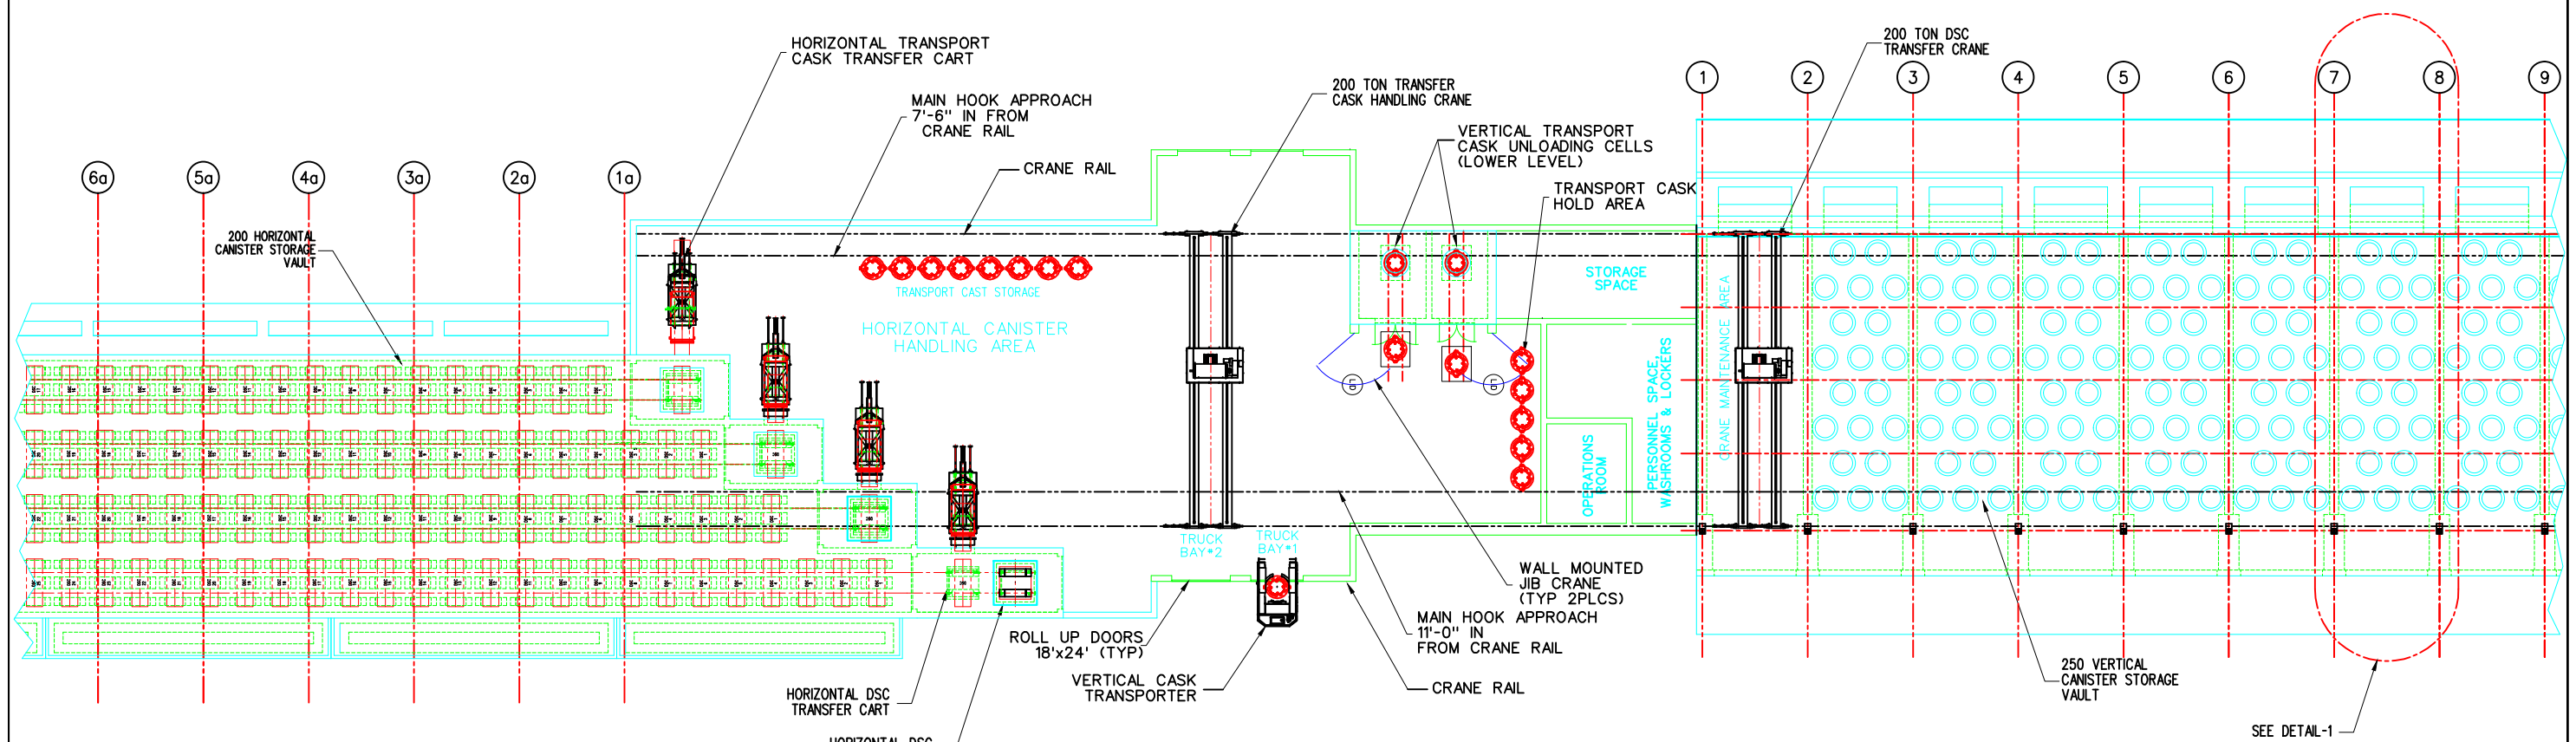 HORIZONTAL TRANSPORT
CASK TRANSFER CART
MAIN HOOK APPROACH
7'-6" IN FROM
CRANE RAIL
CRANE RAIL
200 TON TRANSFER
CASK HANDLING CRANE
VERTICAL TRANSPORT
CASK UNLOADING CELLS
(LOWER LEVEL)
TRANSPORT CASK
HOLD AREA
200 TON DSC
TRANSFER CRANE
1
2
3
4
5
6
7
8
9
6a
5a
4a
3a
2a
1a
200 HORIZONTAL
CANISTER STORAGE
VAULT
TRANSPORT CAST STORAGE
HORIZONTAL CANISTER
HANDLING AREA
STORAGE
SPACE
CRANE MAINTENANCE AREA
PERSONNEL SPACE,
WASHROOMS & LOCKERS
OPERATIONS
ROOM
TRUCK
BAY#2
TRUCK
BAY#1
WALL MOUNTED
JIB CRANE
(TYP 2PLCS)
MAIN HOOK APPROACH
11'-0" IN
FROM CRANE RAIL
ROLL UP DOORS
18'x24' (TYP)
VERTICAL CASK
TRANSPORTER
CRANE RAIL
HORIZONTAL DSC
TRANSFER CART
HORIZONTAL DSC
250 VERTICAL
CANISTER STORAGE
VAULT
SEE DETAIL-1